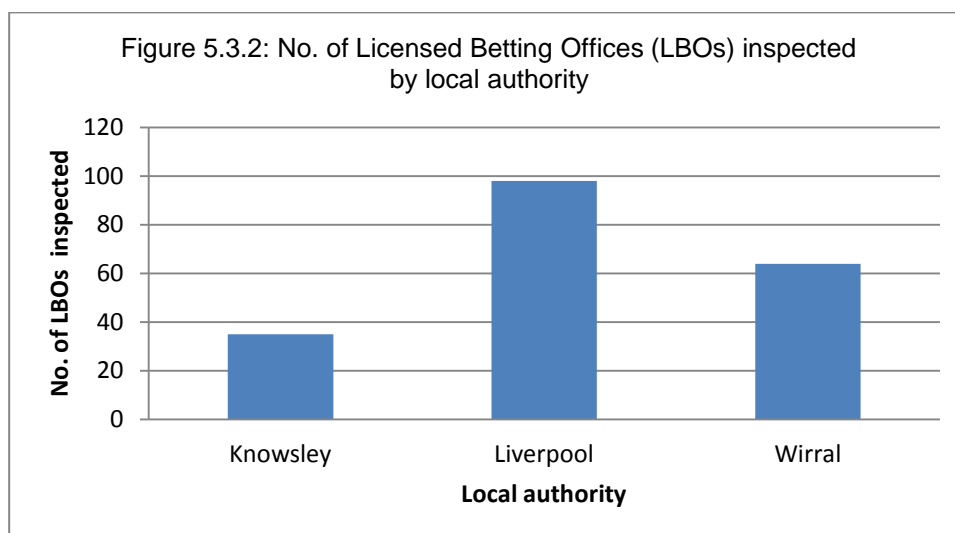 Figure 5.3.2: No. of Licensed Betting Offices (LBOs) inspected
by local authority
120
100
80
60
40
20
0
No. of LBOs inspected
Knowsley Liverpool Wirral
Local authority